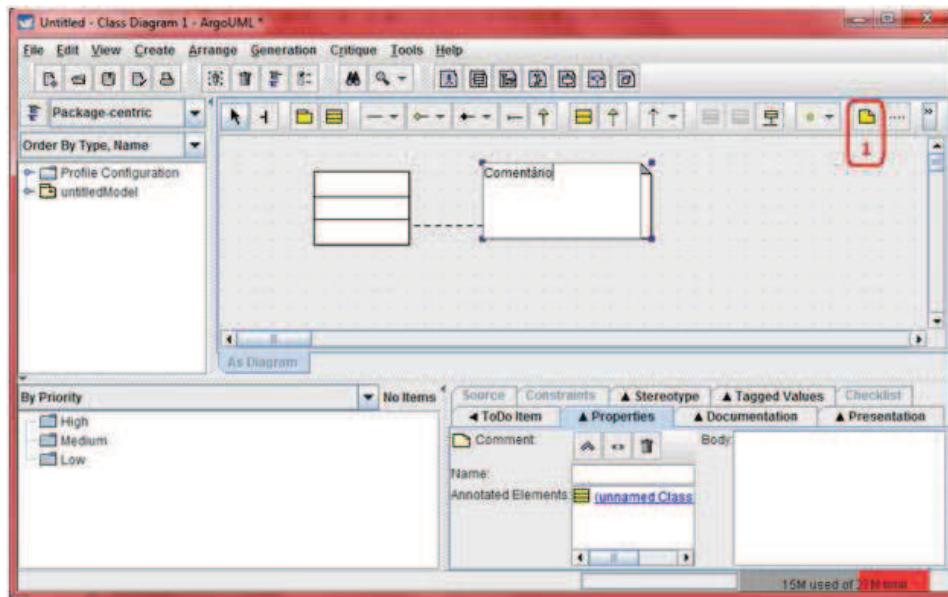 Untitled - Class Diagram 1 - ArgoUML *
File Edit View Create Arrange Generation Critique Tools Help
Package-centric
Order By Type, Name
Profile Configuration
untitledModel
1
Comentário
As Diagram
By Priority
No Items
High
Medium
Low
Source Constraints ▲ Stereotype ▲ Tagged Values Checklist
◄ ToDo Item ▲ Properties ▲ Documentation ▲ Presentation
Comment
Body:
Name:
Annotated Elements: (unnamed Class
15M used of total